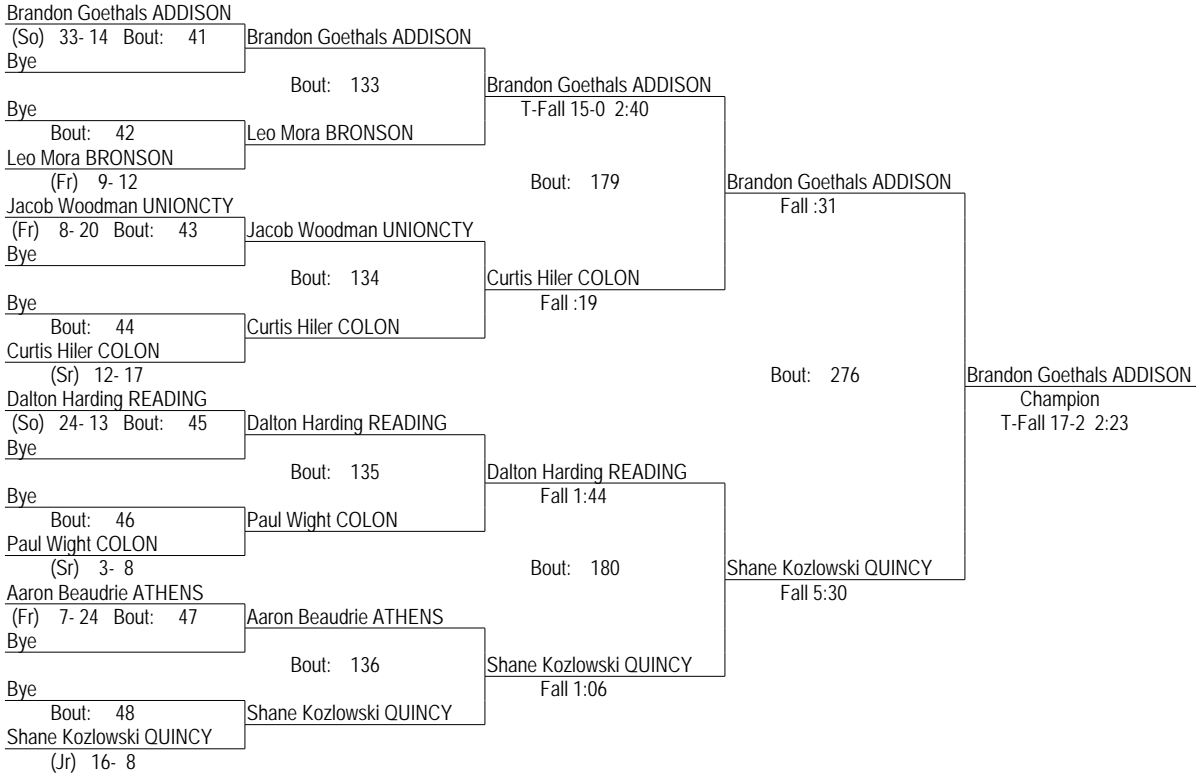 Brandon Goethals ADDISON
(So) 33- 14 Bout: 41
Bye
Brandon Goethals ADDISON
Bout: 133
Bye
Bout: 42
Leo Mora BRONSON
(Fr) 9- 12
Leo Mora BRONSON
Brandon Goethals ADDISON
T-Fall 15-0 2:40
Bout: 179
Jacob Woodman UNIONCTY
(Fr) 8- 20 Bout: 43
Bye
Jacob Woodman UNIONCTY
Bout: 134
Bye
Bout: 44
Curtis Hiler COLON
(Sr) 12- 17
Curtis Hiler COLON
Curtis Hiler COLON
Fall :19
Brandon Goethals ADDISON
Fall :31
Bout: 276
Dalton Harding READING
(So) 24- 13 Bout: 45
Bye
Dalton Harding READING
Bout: 135
Bye
Bout: 46
Paul Wight COLON
(Sr) 3- 8
Paul Wight COLON
Dalton Harding READING
Fall 1:44
Bout: 180
Aaron Beaudrie ATHENS
(Fr) 7- 24 Bout: 47
Bye
Aaron Beaudrie ATHENS
Bout: 136
Bye
Bout: 48
Shane Kozlowski QUINCY
(Jr) 16- 8
Shane Kozlowski QUINCY
Shane Kozlowski QUINCY
Fall 1:06
Shane Kozlowski QUINCY
Fall 5:30
Brandon Goethals ADDISON
Champion
T-Fall 17-2 2:23